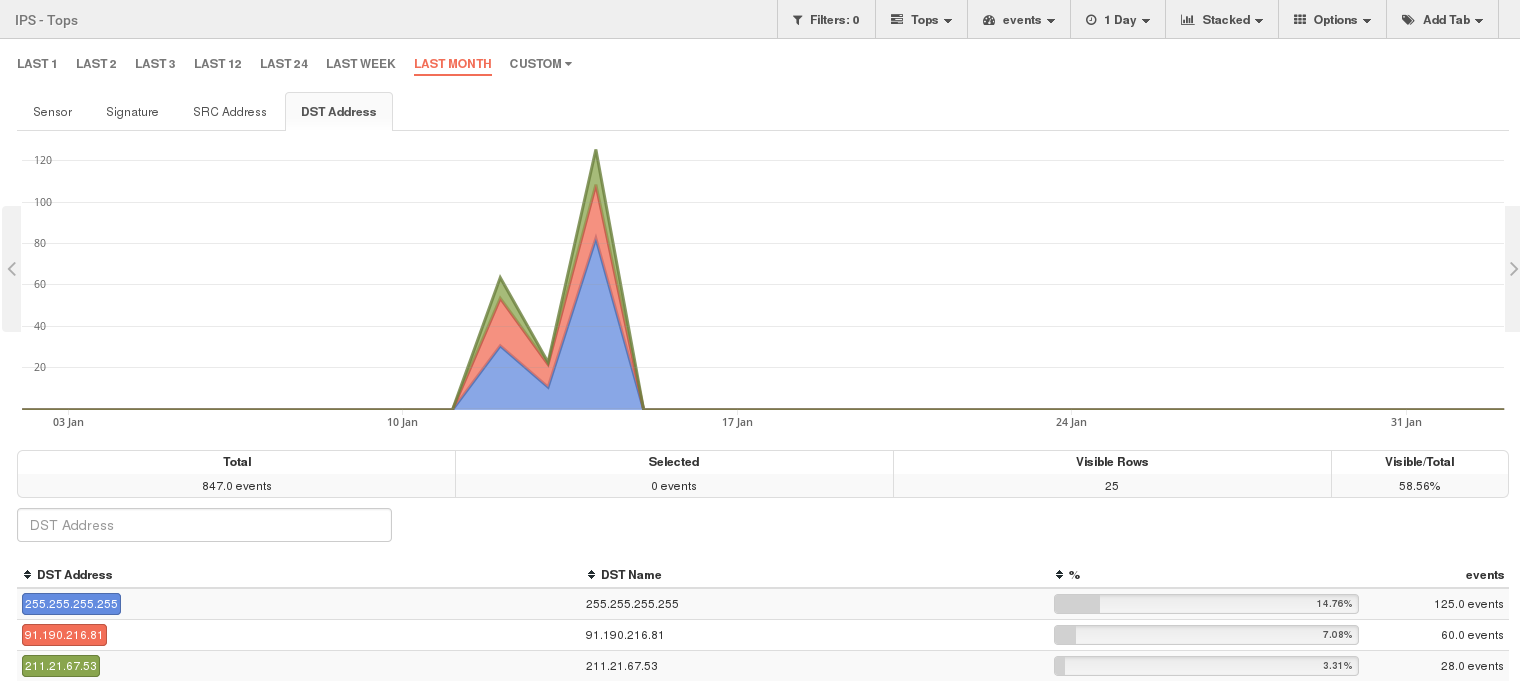 IPS - Tops Filters: 0 Tops events 1 Day Stacked Options Add Tab
LAST 1 LAST 2 LAST 3 LAST 12 LAST 24 LAST WEEK LAST MONTH CUSTOM
Sensor Signature SRC Address DST Address
120
100
80
60
40
20
03 Jan 10 Jan 17 Jan 24 Jan 31 Jan
Total Selected Visible Rows Visible/Total
847.0 events 0 events 25 58.56%
DST Address
DST Address DST Name % events
255.255.255.255 255.255.255.255 14.76% 125.0 events
91.190.216.81 91.190.216.81 7.08% 60.0 events
211.21.67.53 211.21.67.53 3.31% 28.0 events